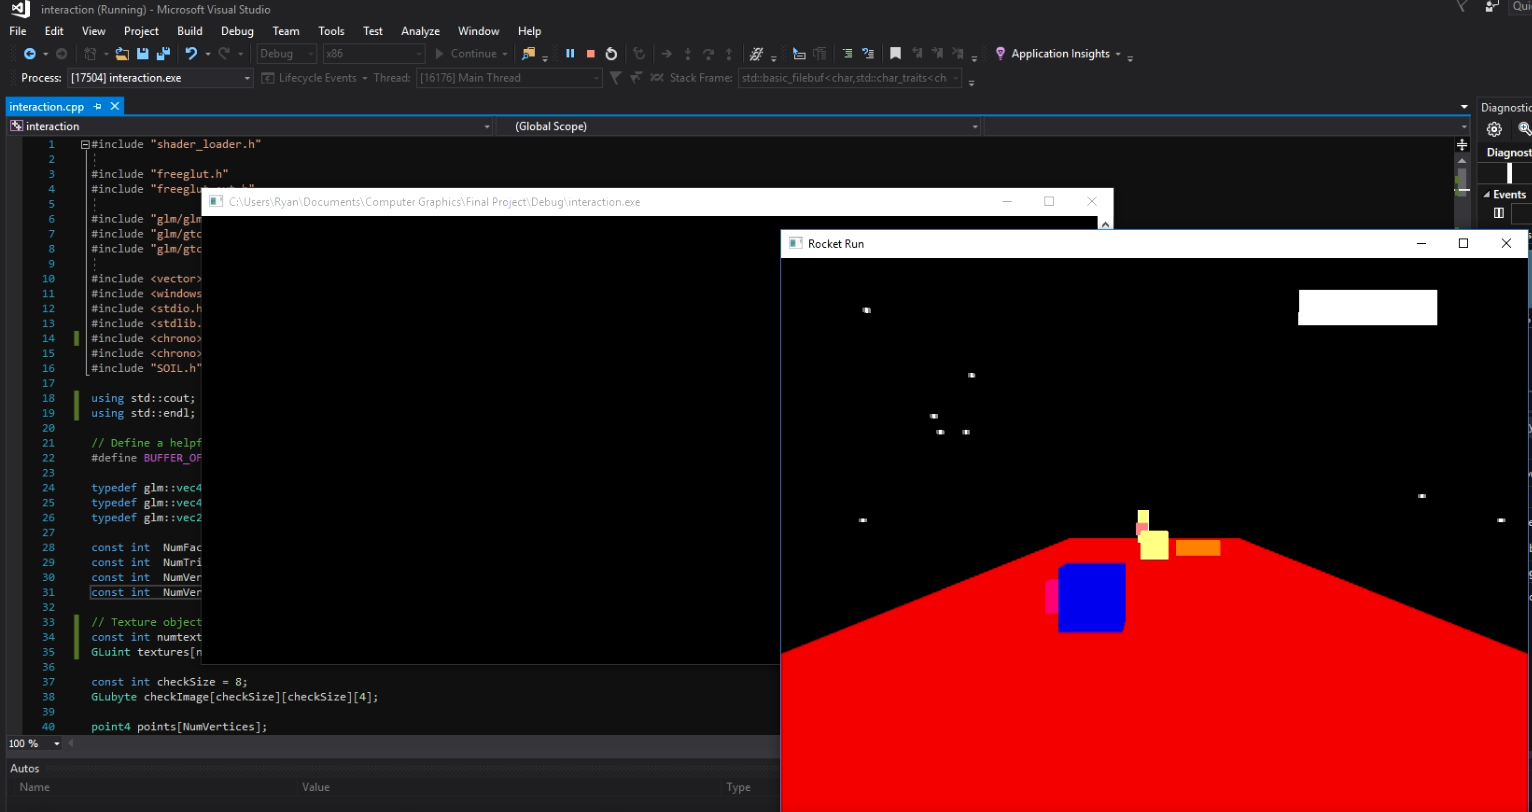 interaction (Running) - Microsoft Visual Studio
Qui
File Edit View Project Build Debug Team Tools Test Analyze Window Help
Debug x86 Continue Application Insights
Process: [17504] interaction.exe Lifecycle Events Thread: [16176] Main Thread Stack Frame: std::basic_filebuf<char,std::char_traits<ch
interaction.cpp
Diagnostic
interaction (Global Scope)
1 #include "shader_loader.h"
Diagnost
2
3 #include "freeglut.h"
4 #include "freeglut_ext.h"
Events
C:\Users\Ryan\Documents\Computer Graphics\Final Project\Debug\interaction.exe
5
6 #include "glm/glm
7 #include "glm/gtc
Rocket Run
8 #include "glm/gtc
9
10 #include <vector>
11 #include <windows
12 #include <stdio.h
13 #include <stdlib.
14 #include <chrono>
15 #include <chrono>
16 #include "SOIL.h"
17
18 using std::cout;
19 using std::endl;
20
21 // Define a helpf
22 #define BUFFER_OF
23
24 typedef glm::vec4
25 typedef glm::vec4
26 typedef glm::vec2
27
28 const int NumFac
29 const int NumTri
30 const int NumVer
31 const int NumVer
32
33 // Texture object
34 const int numtext
35 GLuint textures[n
36
37 const int checkSize = 8;
38 GLubyte checkImage[checkSize][checkSize][4];
39
40 point4 points[NumVertices];
100 %
Autos
Name Value Type